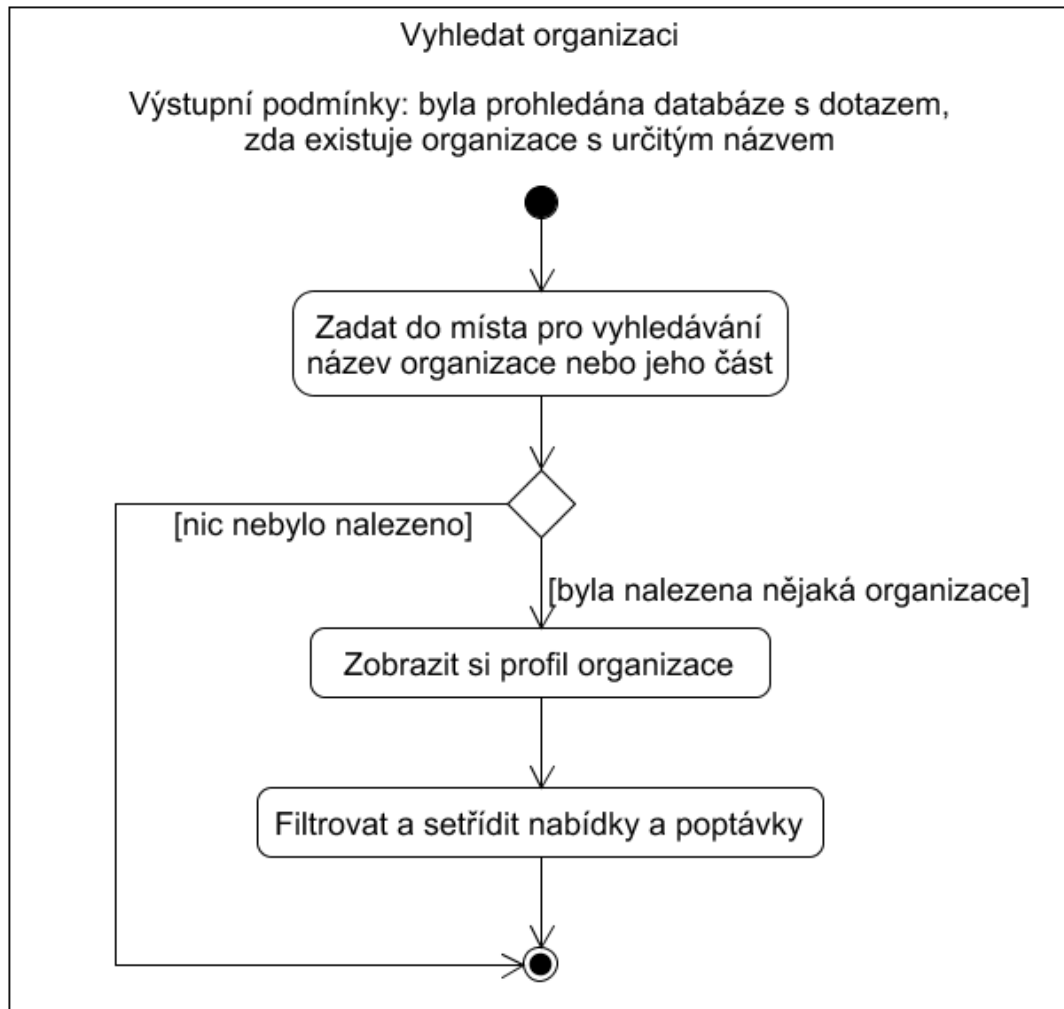 Vyhledat organizaci
Výstupní podmínky: byla prohledána databáze s dotazem,
zda existuje organizace s určitým názvem
Zadat do místa pro vyhledávání
název organizace nebo jeho část
[nic nebylo nalezeno]
[byla nalezena nějaká organizace]
Zobrazit si profil organizace
Filtrovat a setřídit nabídky a poptávky